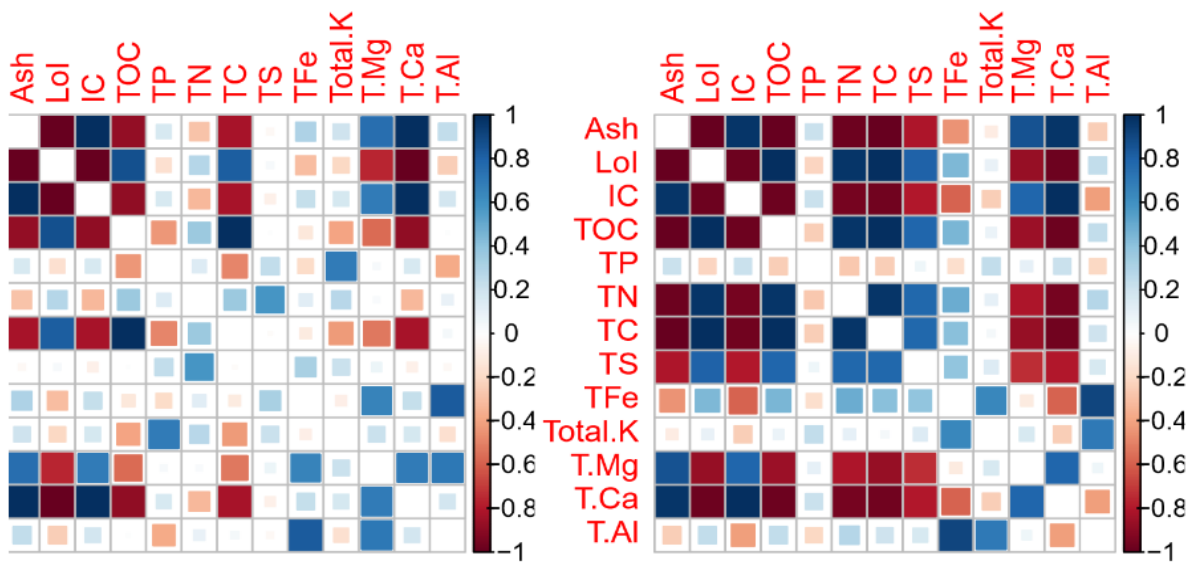 Ash LoI IC TOC TP TN TC TS TFe Total.K T.Mg T.Ca T.Al
1
0.8
0.6
0.4
0.2
0
-0.2
-0.4
-0.6
-0.8
-1
Ash LoI IC TOC TP TN TC TS TFe Total.K T.Mg T.Ca T.Al
Ash
LoI
IC
TOC
TP
TN
TC
TS
TFe
Total.K
T.Mg
T.Ca
T.Al
1
0.8
0.6
0.4
0.2
0
-0.2
-0.4
-0.6
-0.8
-1